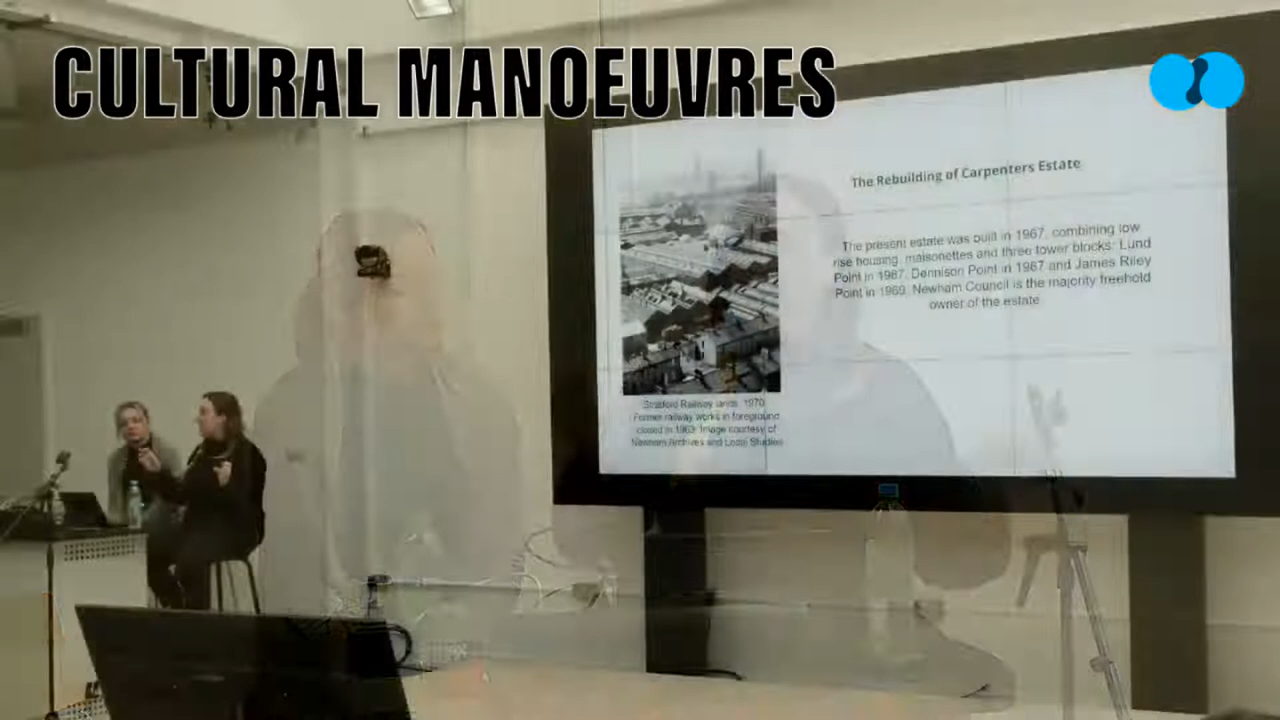 CULTURAL MANOEUVRES
The Rebuilding of Carpenters Estate
The present estate was built in 1967, combining low
rise housing, maisonettes and three tower blocks: Lund
Point in 1967, Dennison Point in 1967 and James Riley
Point in 1969. Newham Council is the majority freehold
owner of the estate
Stratford Railway lands, 1970.
Former railway works in foreground
closed in 1963. Image courtesy of
Newham Archives and Local Studies